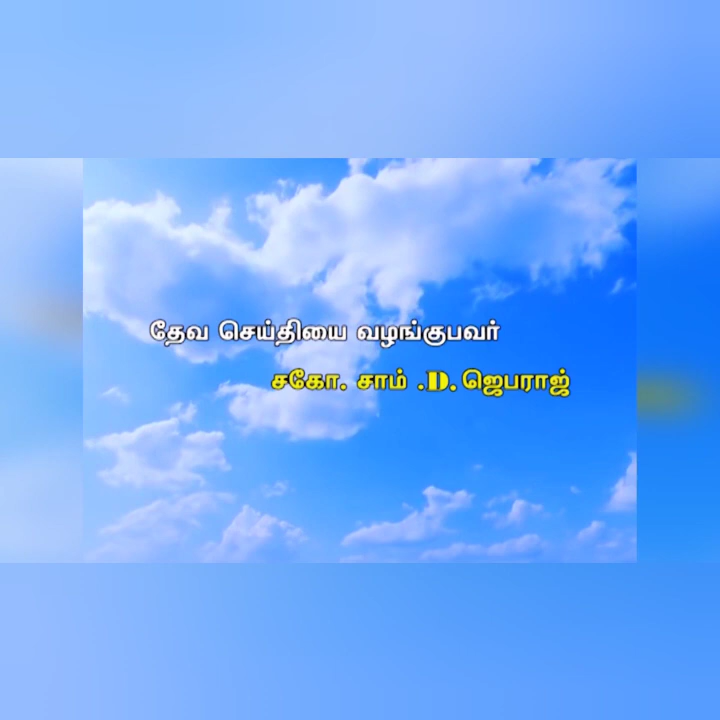 தேவ செய்தியை வழங்குபவர்
சகோ. சாம் .D. ஜெபராஜ்